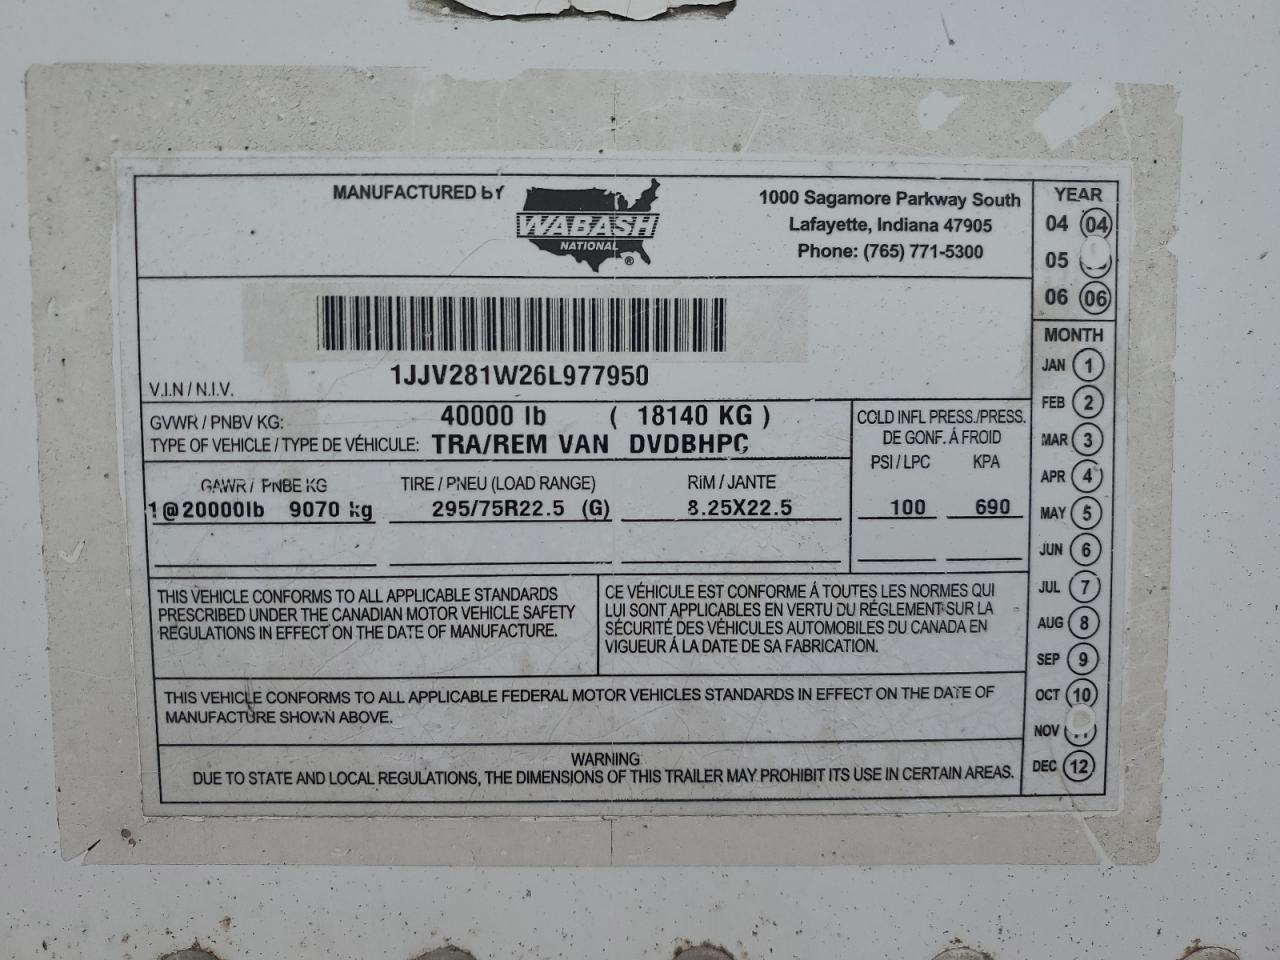 MANUFACTURED BY
WABASH
NATIONAL®
1000 Sagamore Parkway South
Lafayette, Indiana 47905
Phone: (765) 771-5300
1JJV281W26L977950
V.I.N / N.I.V.
GVWR / PNBV KG: 40000 lb ( 18140 KG )
TYPE OF VEHICLE / TYPE DE VÉHICULE: TRA/REM VAN DVDBHPC
GAWR / PNBE KG TIRE / PNEU (LOAD RANGE) RIM / JANTE
1@20000lb 9070 kg 295/75R22.5 (G) 8.25X22.5
COLD INFL PRESS./PRESS.
DE GONF. À FROID
PSI / LPC KPA
100 690
THIS VEHICLE CONFORMS TO ALL APPLICABLE STANDARDS
PRESCRIBED UNDER THE CANADIAN MOTOR VEHICLE SAFETY
REGULATIONS IN EFFECT ON THE DATE OF MANUFACTURE.
CE VÉHICULE EST CONFORME À TOUTES LES NORMES QUI
LUI SONT APPLICABLES EN VERTU DU RÉGLEMENT SUR LA
SÉCURITÉ DES VÉHICULES AUTOMOBILES DU CANADA EN
VIGUEUR À LA DATE DE SA FABRICATION.
THIS VEHICLE CONFORMS TO ALL APPLICABLE FEDERAL MOTOR VEHICLES STANDARDS IN EFFECT ON THE DATE OF
MANUFACTURE SHOWN ABOVE.
WARNING
DUE TO STATE AND LOCAL REGULATIONS, THE DIMENSIONS OF THIS TRAILER MAY PROHIBIT ITS USE IN CERTAIN AREAS.
YEAR
04 04
05
06 06
MONTH
JAN 1
FEB 2
MAR 3
APR 4
MAY 5
JUN 6
JUL 7
AUG 8
SEP 9
OCT 10
NOV
DEC 12